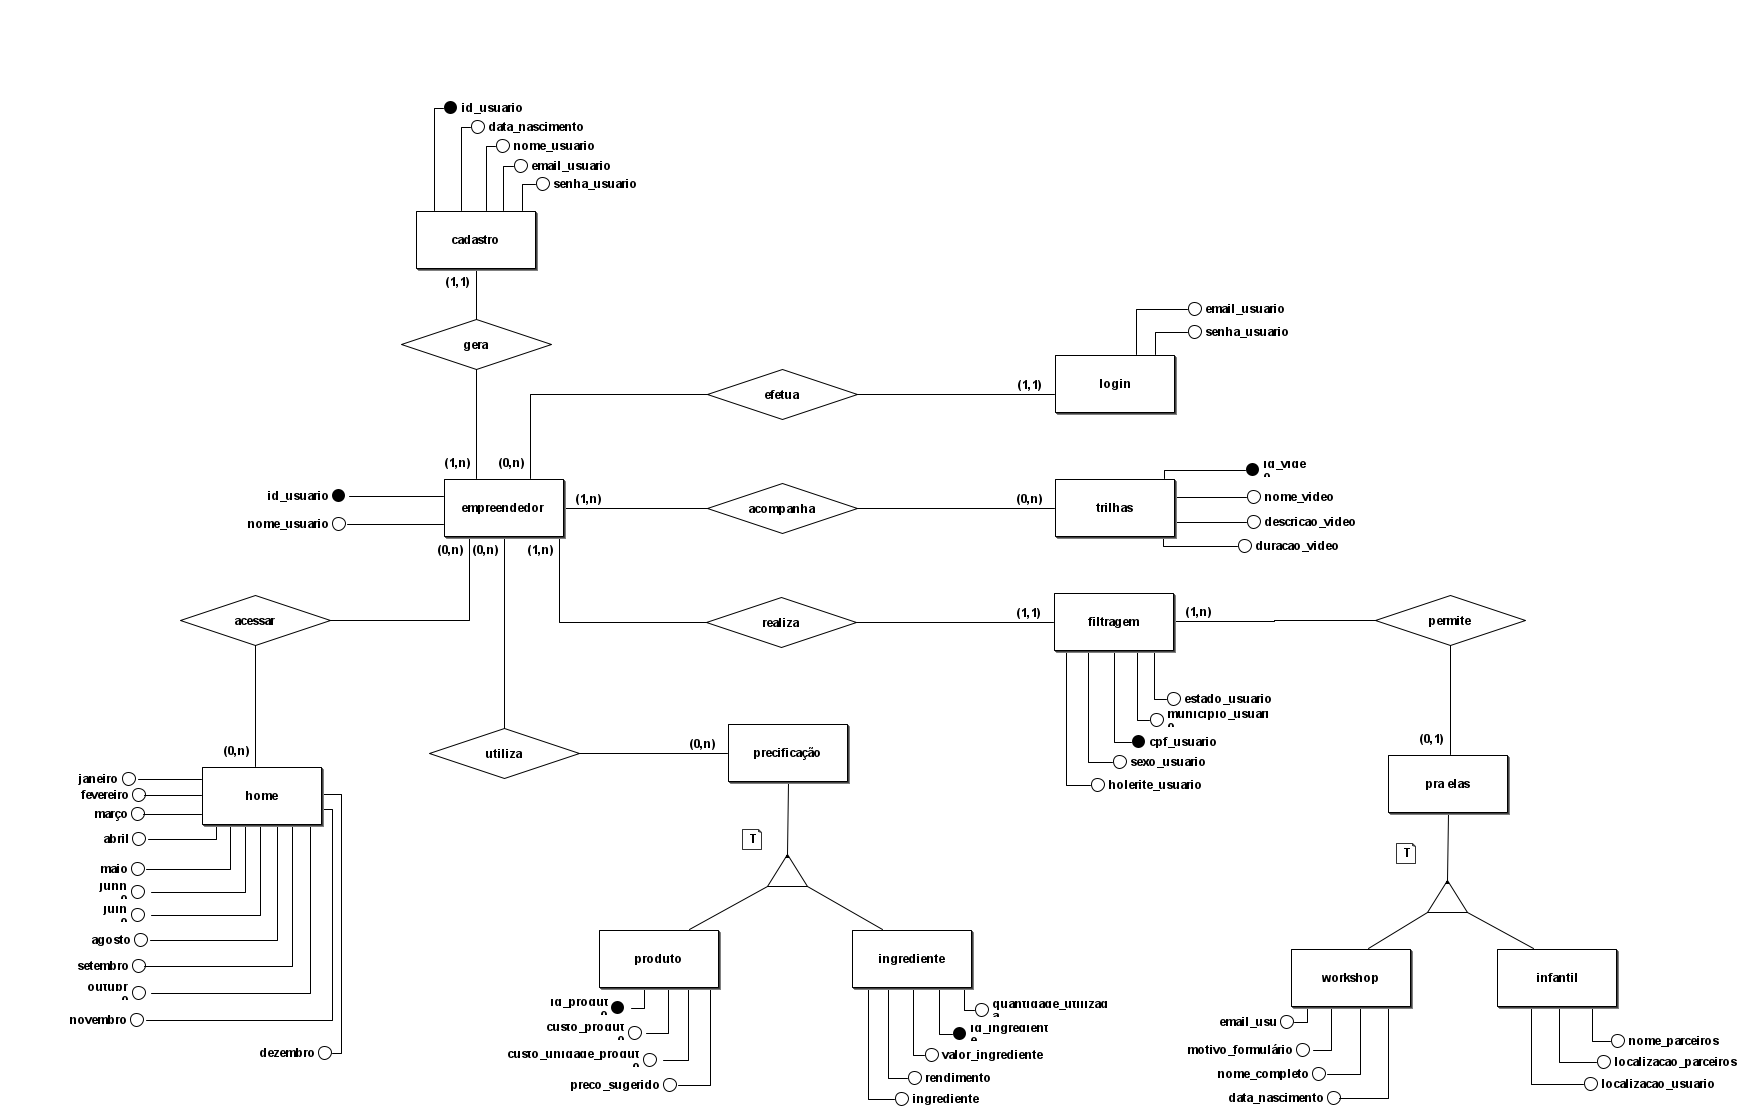 id_usuario
data_nascimento
nome_usuario
email_usuario
senha_usuario
cadastro
(1,1)
gera
(1,n)
(0,n)
efetua
(1,1)
login
email_usuario
senha_usuario
id_usuario
nome_usuario
empreendedor
(1,n)
acompanha
(0,n)
trilhas
id_vide
o
nome_video
descricao_video
duracao_video
(0,n)
(0,n)
(1,n)
acessar
realiza
(1,1)
filtragem
(1,n)
permite
estado_usuario
municipio_usuari
o
cpf_usuario
sexo_usuario
holerite_usuario
(0,1)
pra elas
T
(0,n)
home
janeiro
fevereiro
março
abril
maio
junh
o
julh
o
agosto
setembro
outubr
o
novembro
dezembro
utiliza
(0,n)
precificação
T
produto
ingrediente
id_produt
o
custo_produt
o
custo_unidade_produt
o
preco_sugerido
quantidade_utilizad
a
id_ingredient
e
valor_ingrediente
rendimento
ingrediente
workshop
infantil
email_usu
motivo_formulário
nome_completo
data_nascimento
nome_parceiros
localizacao_parceiros
localizacao_usuario